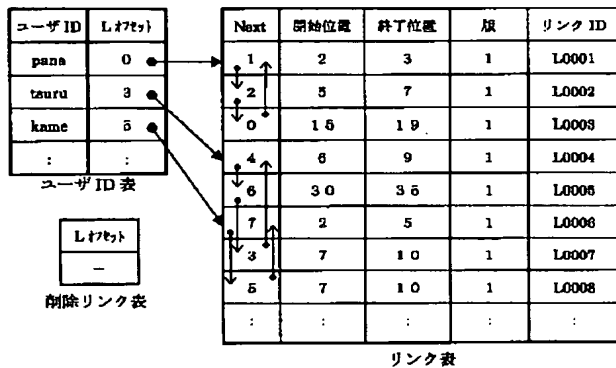 ユーザID Lオフセット
pana 0
tsuru 3
kame 5
: :
ユーザID表
Lオフセット
－
削除リンク表
Next 開始位置 終了位置 版 リンクID
1 2 3 1 L0001
2 5 7 1 L0002
0 15 19 1 L0003
4 6 9 1 L0004
6 30 35 1 L0005
7 2 5 1 L0006
3 7 10 1 L0007
5 7 10 1 L0008
: : : : :
リンク表